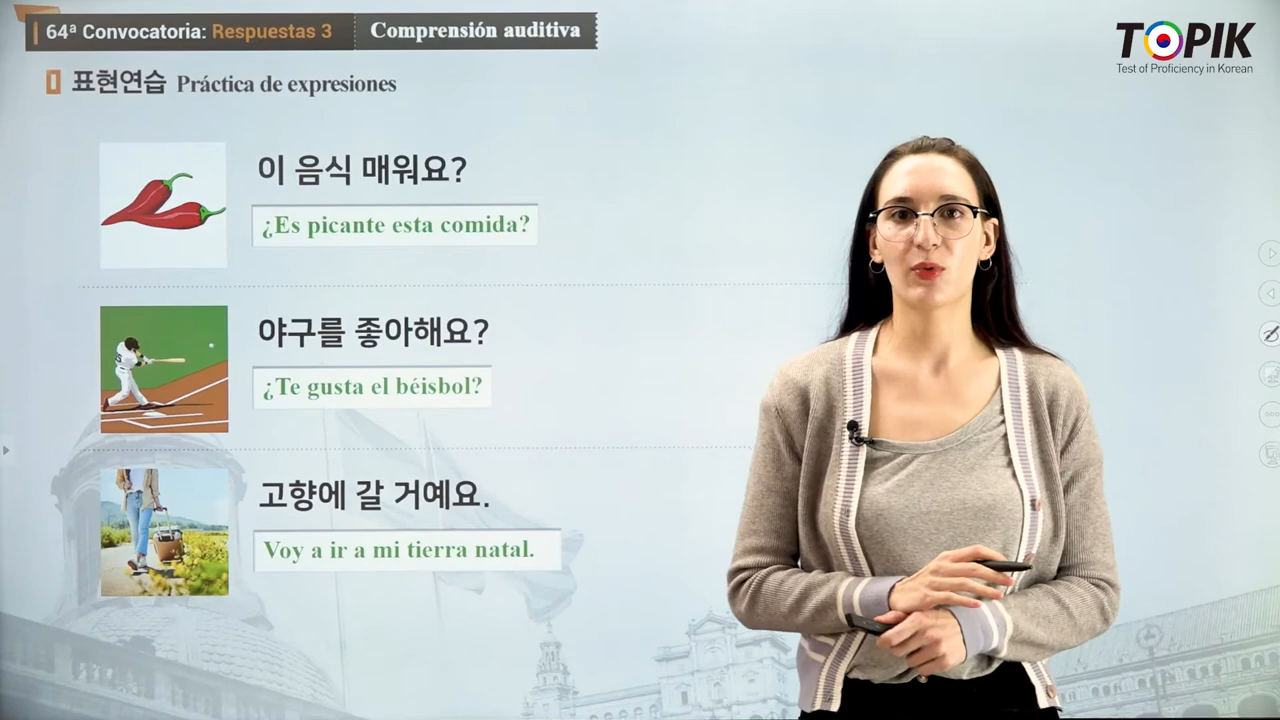 64ª Convocatoria: Respuestas 3 Comprensión auditiva
TOPIK
Test of Proficiency in Korean
표현연습 Práctica de expresiones
이 음식 매워요?
¿Es picante esta comida?
야구를 좋아해요?
¿Te gusta el béisbol?
고향에 갈 거예요.
Voy a ir a mi tierra natal.